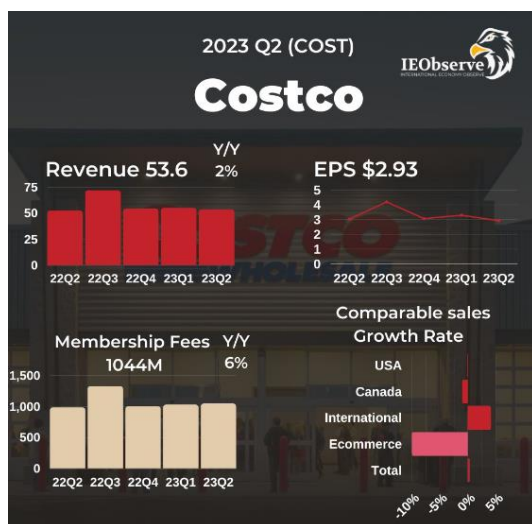 2023 Q2 (COST)
IEObserve
INTERNATIONAL ECONOMY OBSERVE
Costco
Revenue 53.6
Y/Y
2%
75
50
25
0
22Q2 22Q3 22Q4 23Q1 23Q2
EPS $2.93
5
4
3
2
1
0
22Q2 22Q3 22Q4 23Q1 23Q2
COSTCO
WHOLESALE
Membership Fees
1044M
Y/Y
6%
1,500
1,000
500
0
22Q2 22Q3 22Q4 23Q1 23Q2
Comparable sales
Growth Rate
USA
Canada
International
Ecommerce
Total
-10% -5% 0% 5%